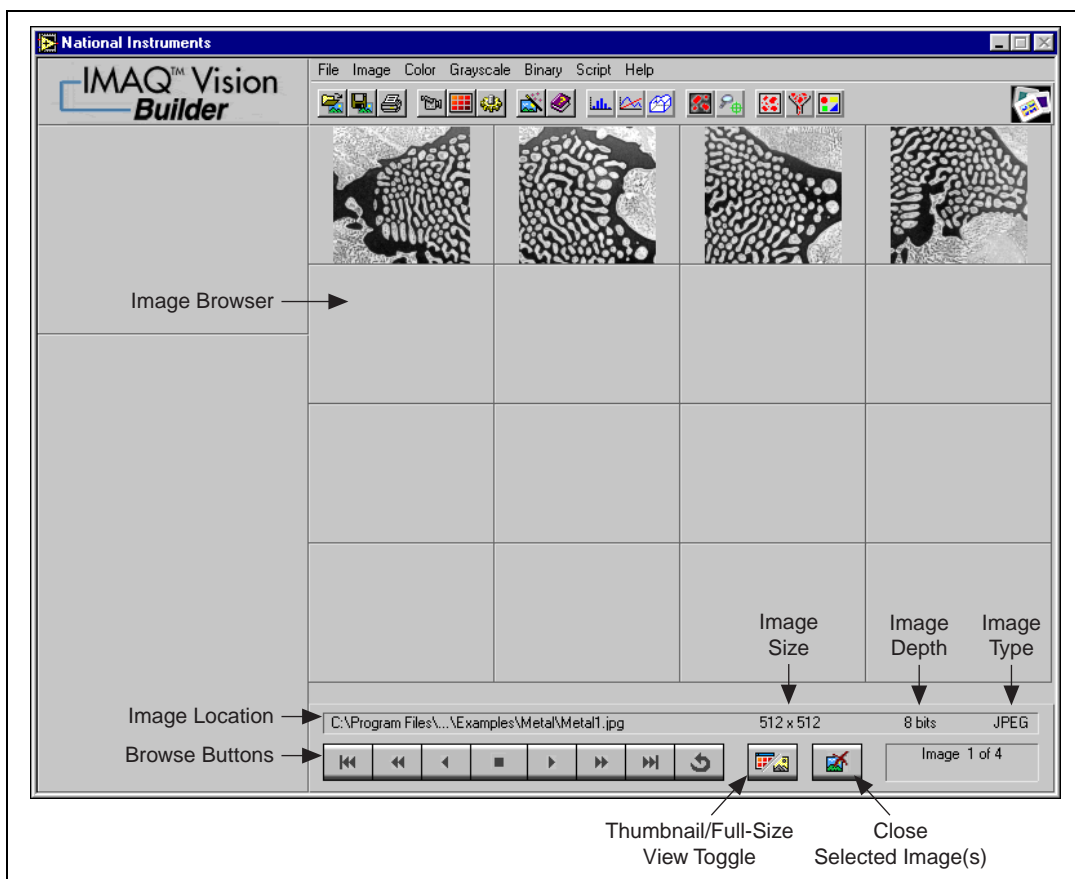 National Instruments
IMAQ™ Vision
Builder
File Image Color Grayscale Binary Script Help
Image Browser
Image
Size
Image
Depth
Image
Type
Image Location
C:\Program Files\...\Examples\Metal\Metal1.jpg 512 x 512 8 bits JPEG
Browse Buttons
Image 1 of 4
Thumbnail/Full-Size
View Toggle
Close
Selected Image(s)